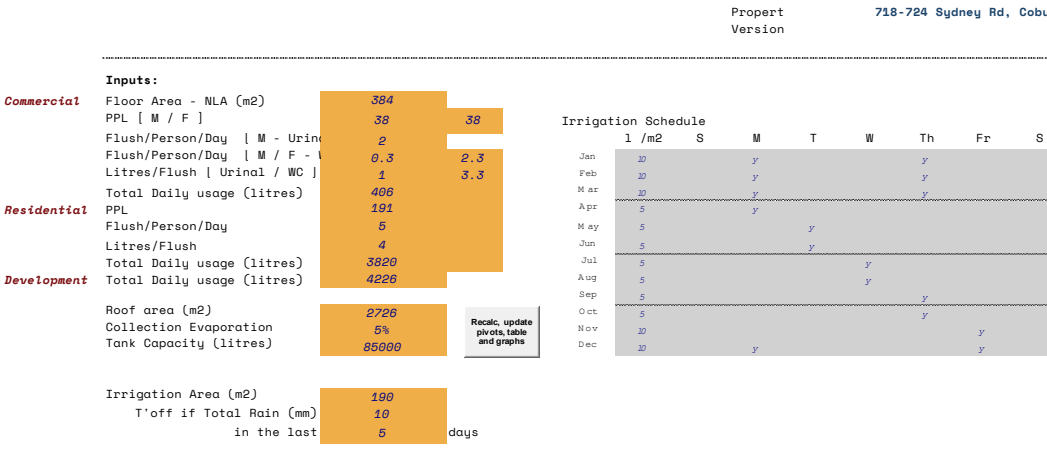 Propert 718-724 Sydney Rd, Cobu
Version
Inputs:
Commercial Floor Area - NLA (m2) 384
PPL [ M / F ] 38 38
Irrigation Schedule
Flush/Person/Day [ M - Urin 2
l /m2 S M T W Th Fr S
Flush/Person/Day [ M / F - W 0.3 2.3
Jan 10 y y
Litres/Flush [ Urinal / WC ] 1 3.3
Feb 10 y y
Total Daily usage (litres) 406
Mar 10 y y
Residential PPL 191
Apr 5 y
Flush/Person/Day 5
May 5 y
Litres/Flush 4
Jun 5 y
Total Daily usage (litres) 3820
Jul 5 w
Development Total Daily usage (litres) 4226
Aug 5 y
Sep 5 y
Roof area (m2) 2726
Oct 5 y
Collection Evaporation 5%
Nov 10 y
Tank Capacity (litres) 85000
Dec 10 y y
Recalc, update
pivots, table
and graphs
Irrigation Area (m2) 190
T'off if Total Rain (mm) 10
in the last 5 days